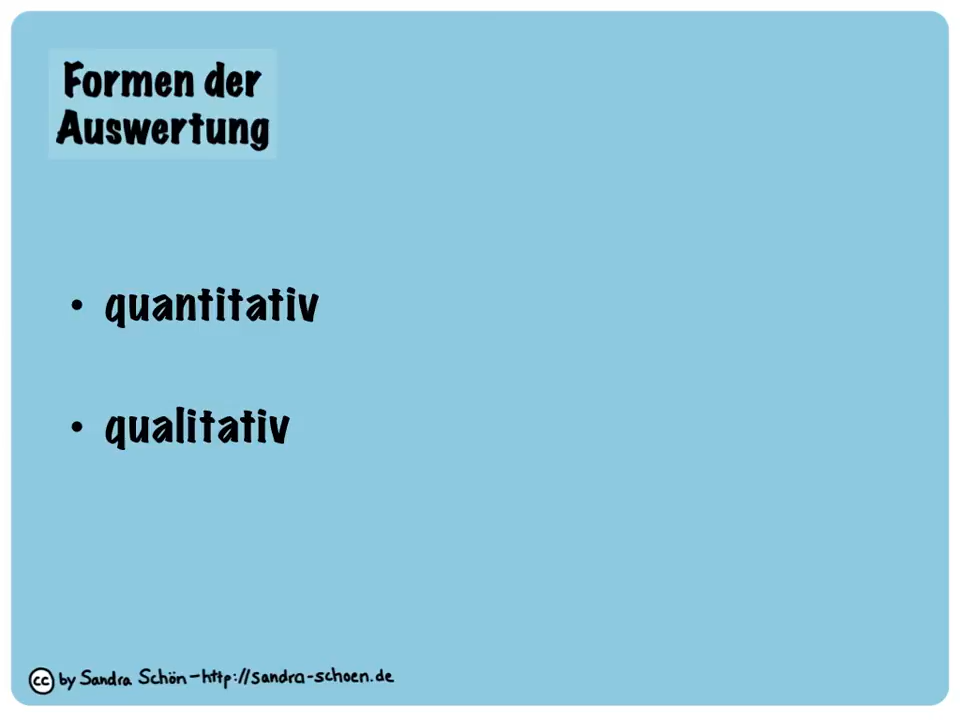 Formen der
Auswertung
• quantitativ
• qualitativ
cc by Sandra Schön – http://sandra-schoen.de